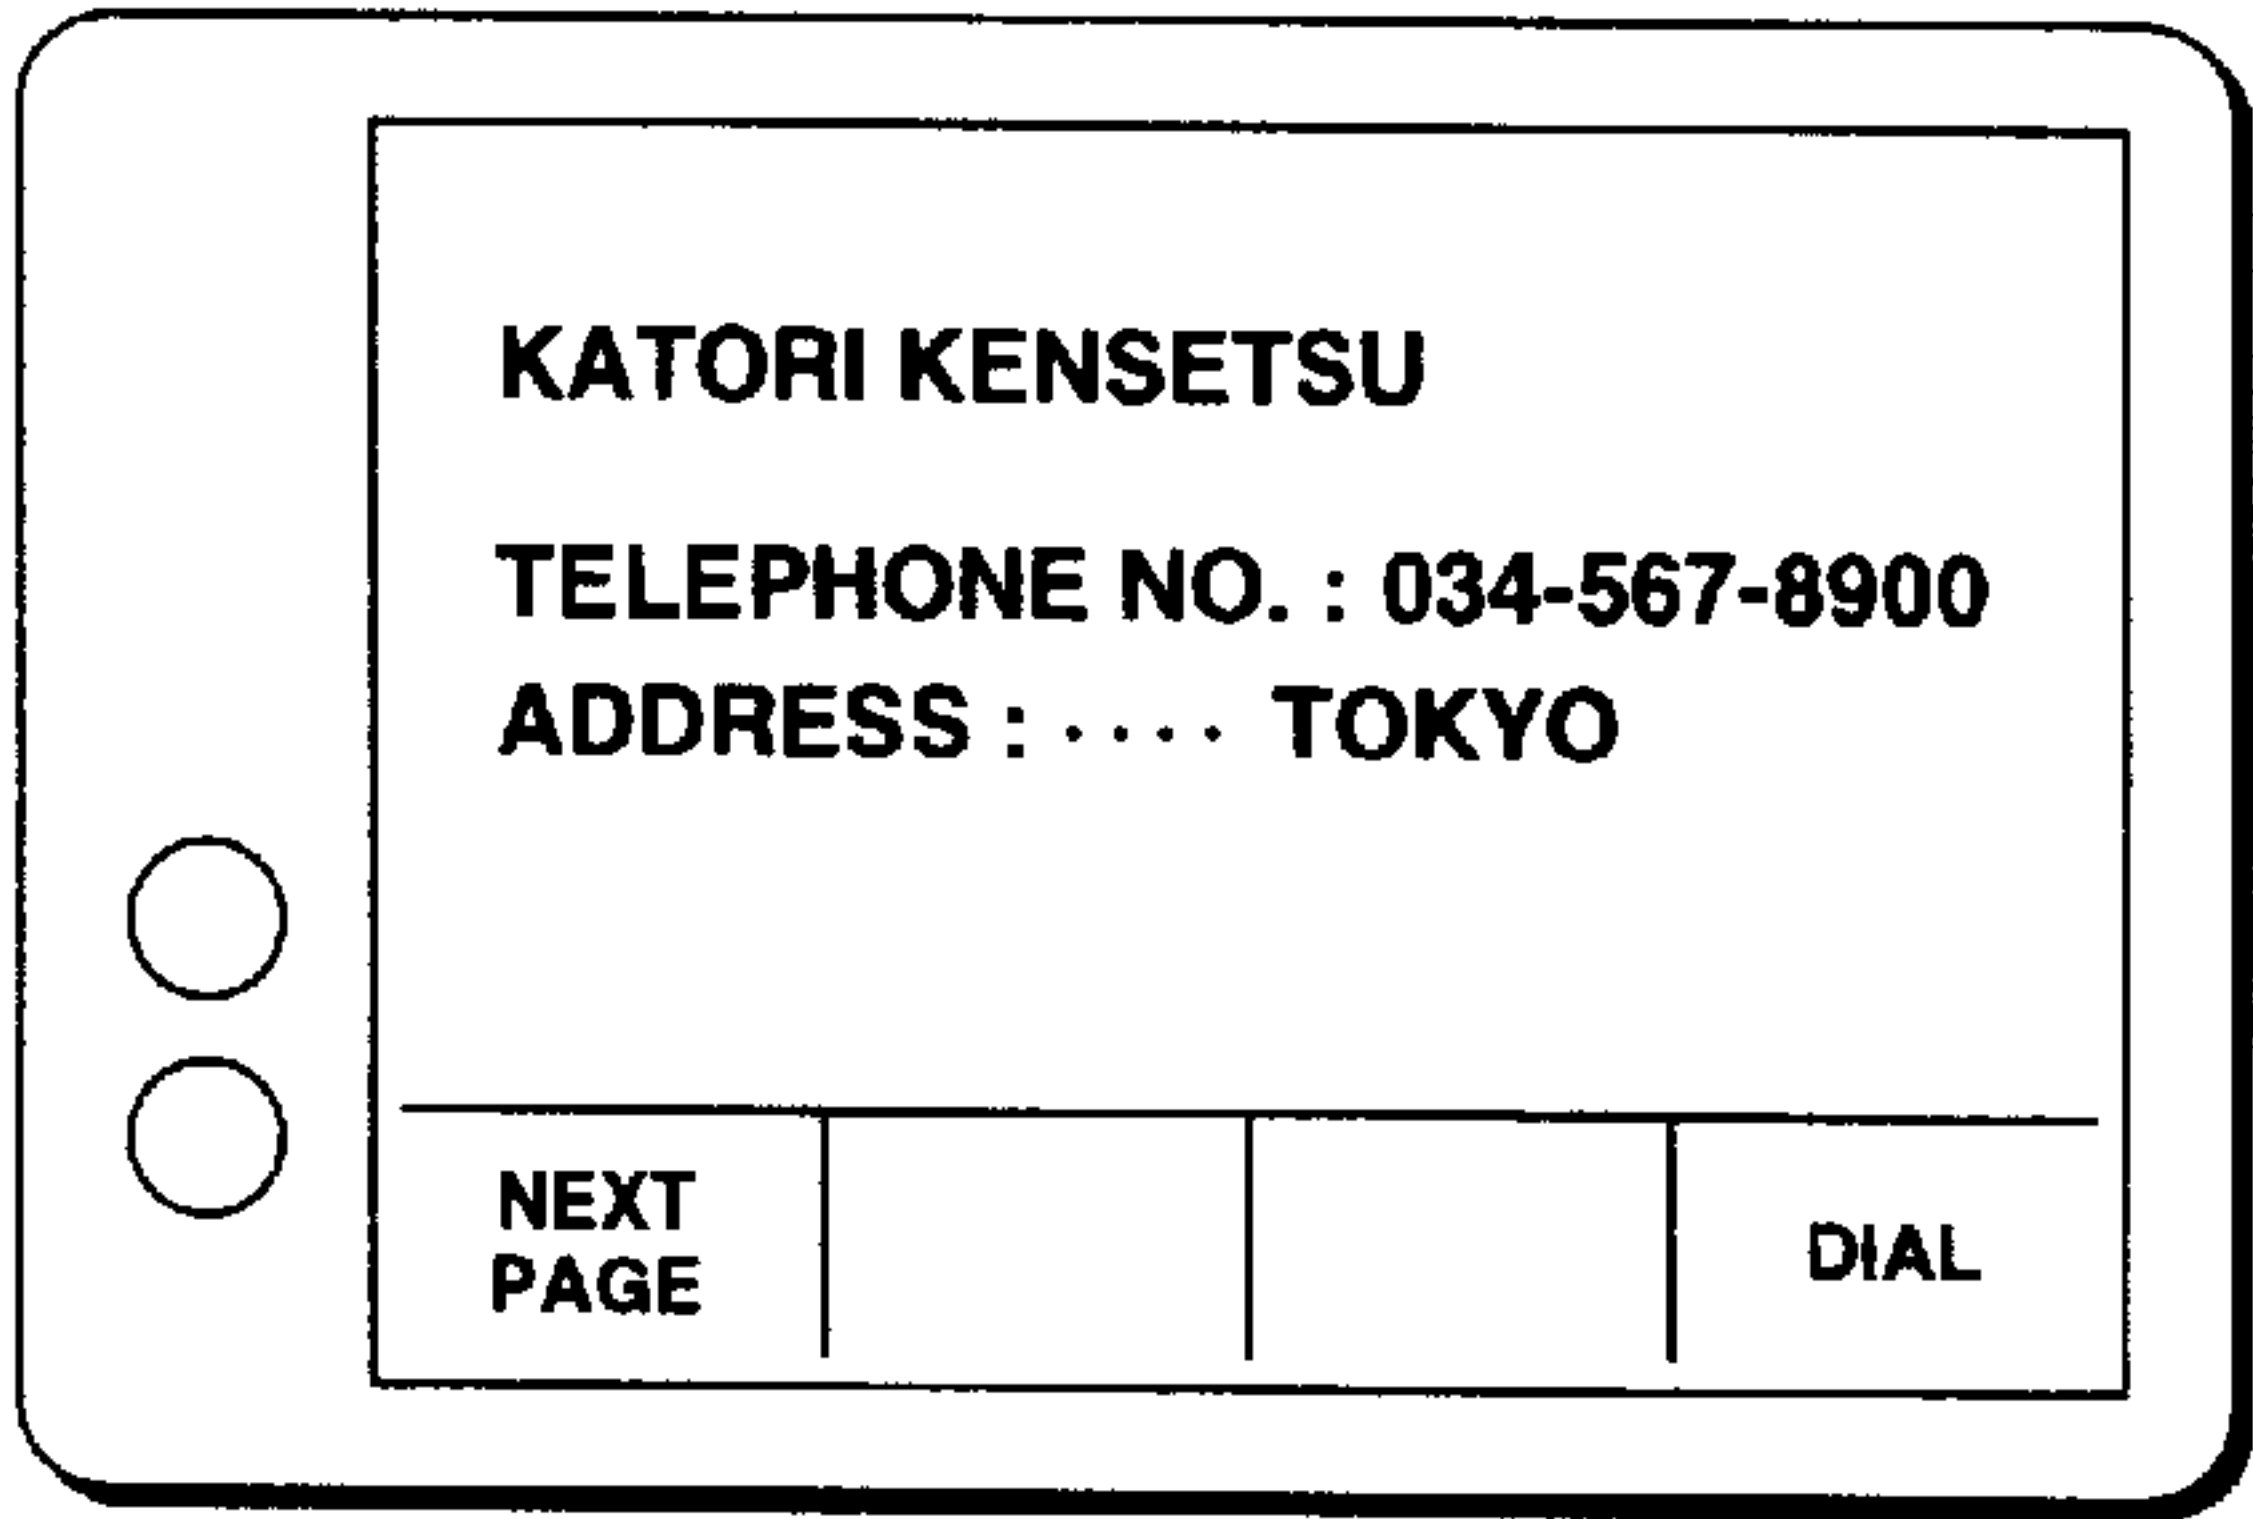 KATORI KENSETSU
TELEPHONE NO. : 034-567-8900
ADDRESS : ···· TOKYO
NEXT
PAGE
DIAL